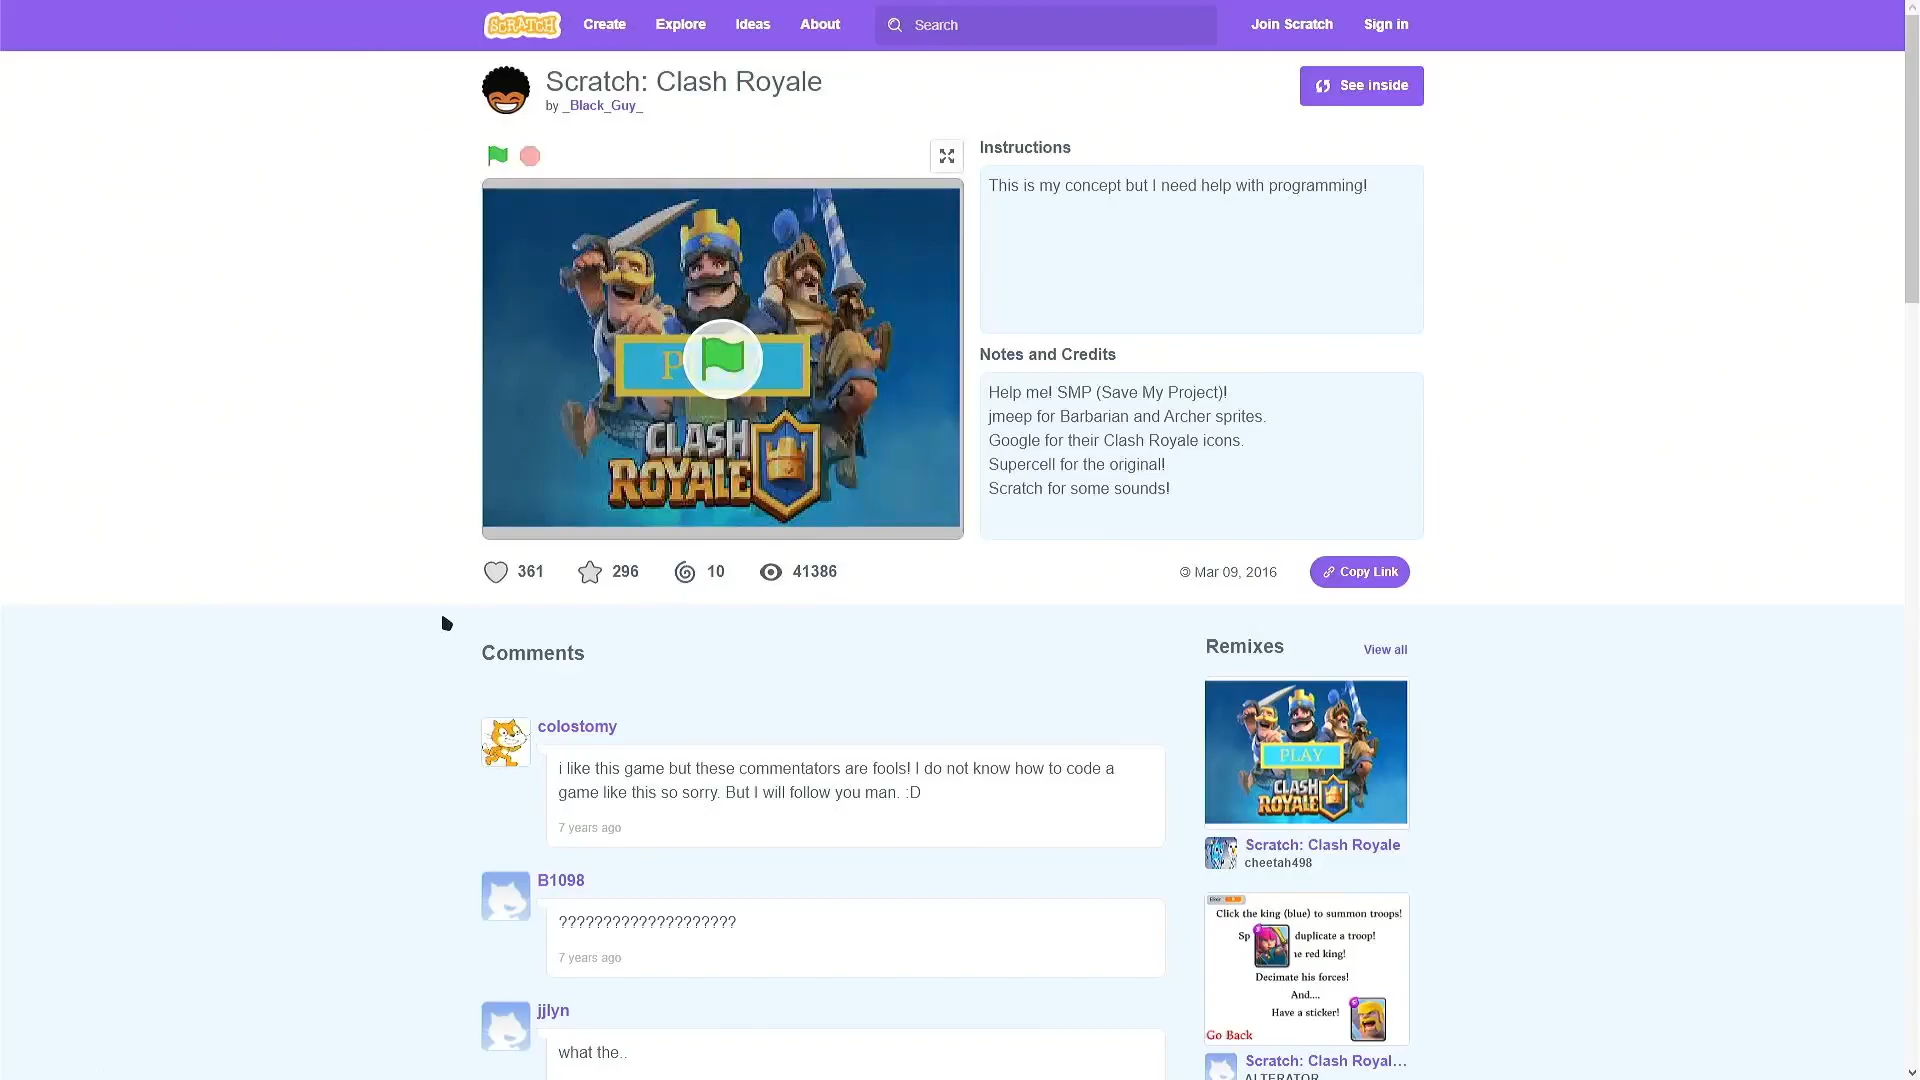 SCRATCH Create Explore Ideas About Search Join Scratch Sign in
Scratch: Clash Royale
by _Black_Guy_
See inside
Instructions
This is my concept but I need help with programming!
P
CLASH
ROYALE
Notes and Credits
Help me! SMP (Save My Project)!
jmeep for Barbarian and Archer sprites.
Google for their Clash Royale icons.
Supercell for the original!
Scratch for some sounds!
361 296 10 41386
© Mar 09, 2016 Copy Link
Comments
colostomy
i like this game but these commentators are fools! I do not know how to code a
game like this so sorry. But I will follow you man. :D
7 years ago
B1098
????????????????????
7 years ago
jjlyn
what the..
Remixes View all
PLAY
CLASH
ROYALE
Scratch: Clash Royale
cheetah498
Click the king (blue) to summon troops!
Sp duplicate a troop!
ie red king!
Decimate his forces!
And....
Have a sticker!
Go Back
Scratch: Clash Royal...
ALTERATOR